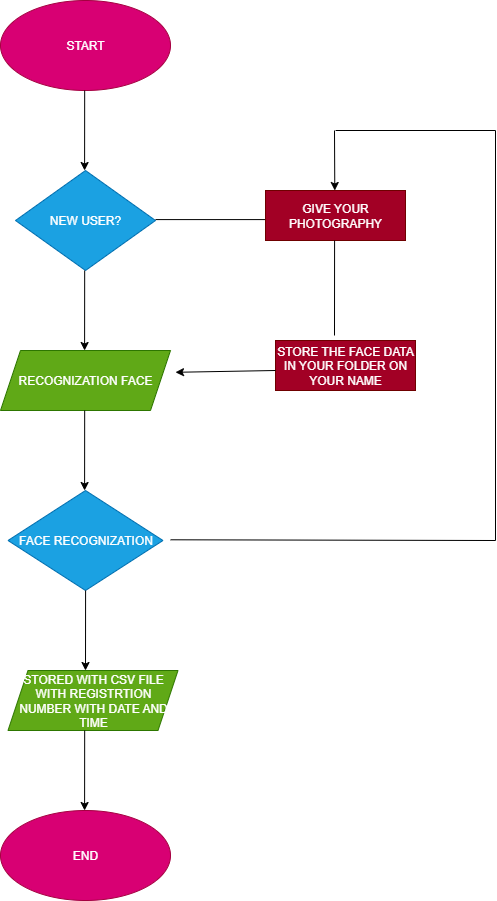 START
NEW USER?
GIVE YOUR
PHOTOGRAPHY
STORE THE FACE DATA
IN YOUR FOLDER ON
YOUR NAME
RECOGNIZATION FACE
FACE RECOGNIZATION
STORED WITH CSV FILE
WITH REGISTRTION
NUMBER WITH DATE AND
TIME
END